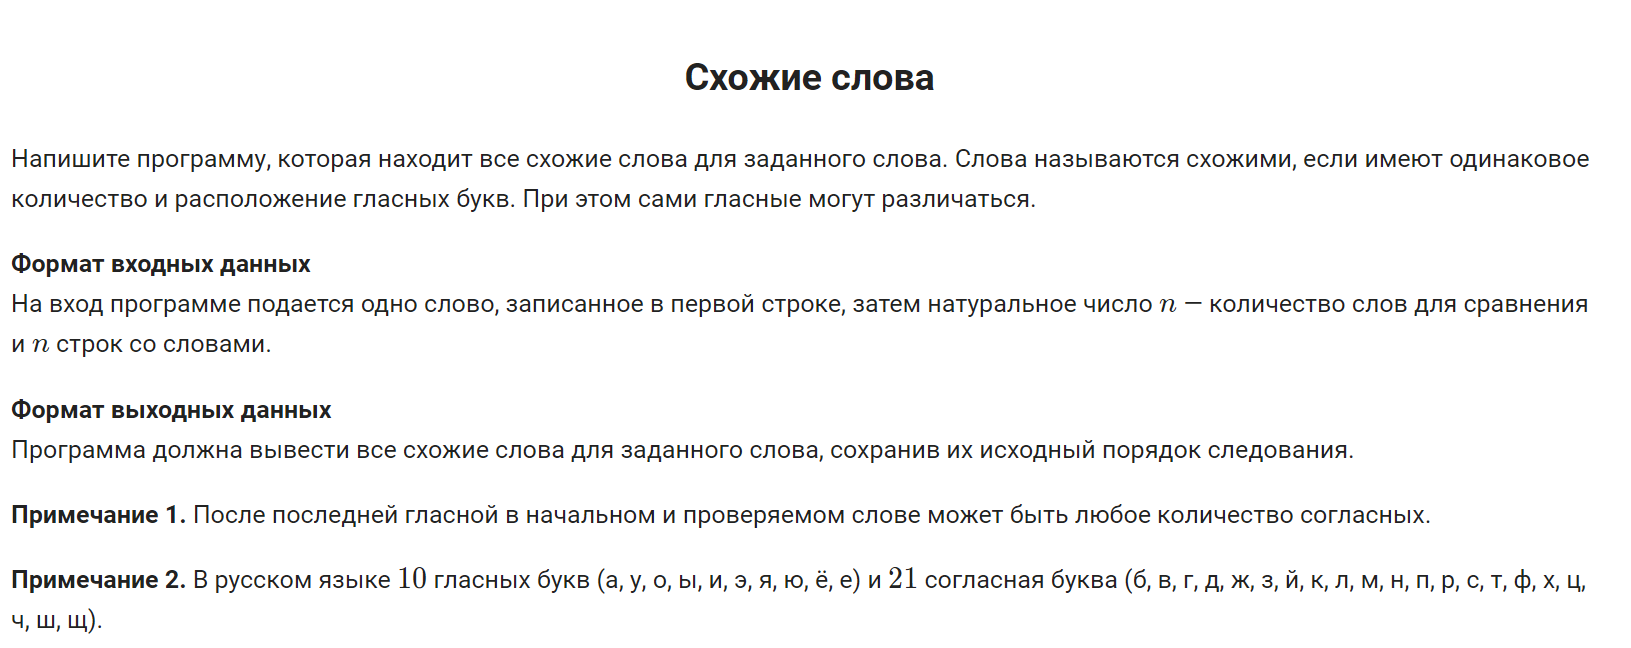 Схожие слова
Напишите программу, которая находит все схожие слова для заданного слова. Слова называются схожими, если имеют одинаковое
количество и расположение гласных букв. При этом сами гласные могут различаться.
Формат входных данных
На вход программе подается одно слово, записанное в первой строке, затем натуральное число n – количество слов для сравнения
и n строк со словами.
Формат выходных данных
Программа должна вывести все схожие слова для заданного слова, сохранив их исходный порядок следования.
Примечание 1. После последней гласной в начальном и проверяемом слове может быть любое количество согласных.
Примечание 2. В русском языке 10 гласных букв (а, у, о, ы, и, э, я, ю, ё, е) и 21 согласная буква (б, в, г, д, ж, з, й, к, л, м, н, п, р, с, т, ф, х, ц,
ч, ш, щ).